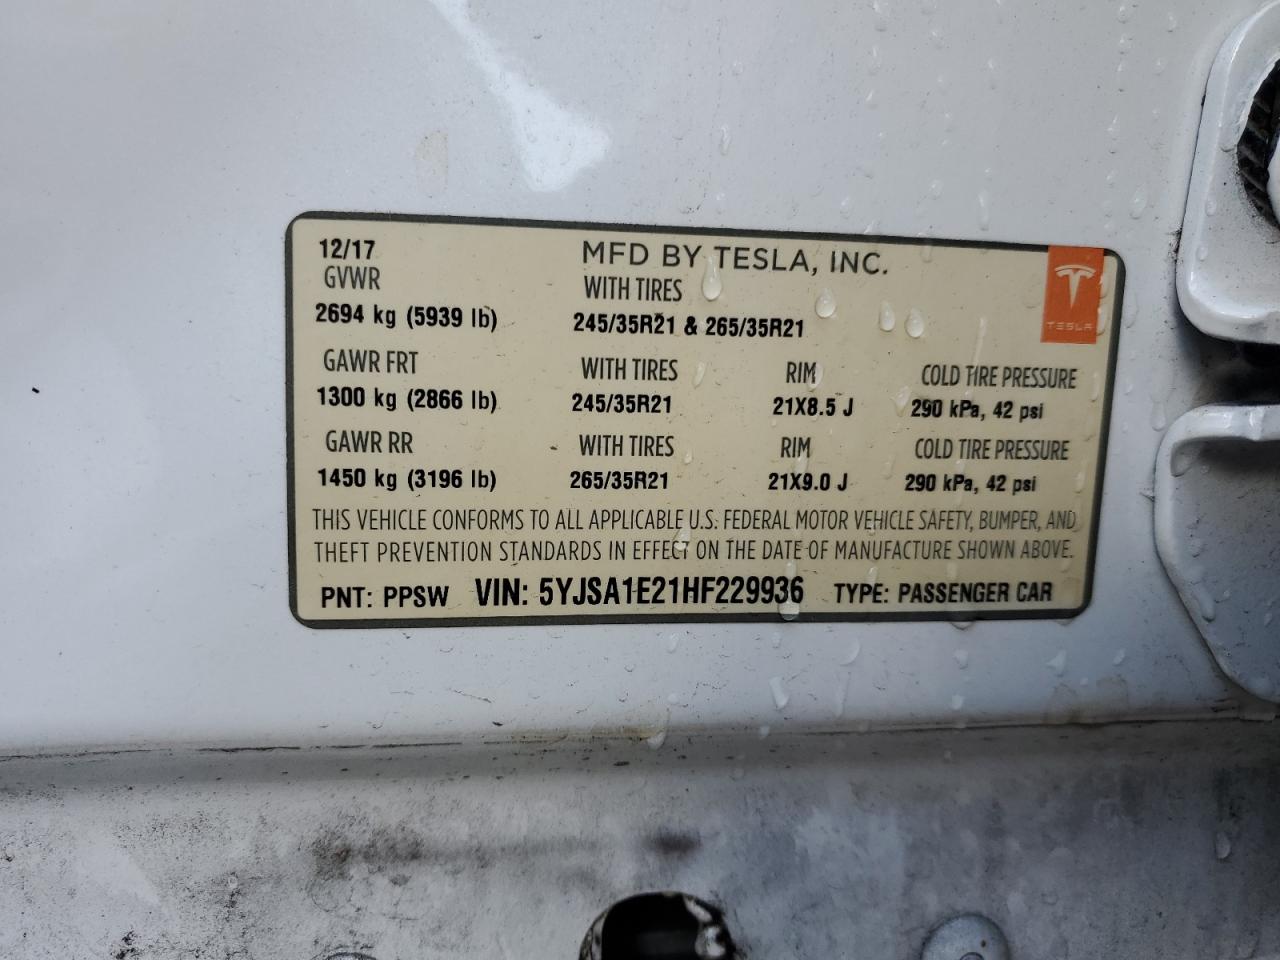 12/17 MFD BY TESLA, INC.
GVWR WITH TIRES
2694 kg (5939 lb) 245/35R21 & 265/35R21
TESLA
GAWR FRT WITH TIRES RIM COLD TIRE PRESSURE
1300 kg (2866 lb) 245/35R21 21X8.5 J 290 kPa, 42 psi
GAWR RR WITH TIRES RIM COLD TIRE PRESSURE
1450 kg (3196 lb) 265/35R21 21X9.0 J 290 kPa, 42 psi
THIS VEHICLE CONFORMS TO ALL APPLICABLE U.S. FEDERAL MOTOR VEHICLE SAFETY, BUMPER, AND
THEFT PREVENTION STANDARDS IN EFFECT ON THE DATE OF MANUFACTURE SHOWN ABOVE.
PNT: PPSW VIN: 5YJSA1E21HF229936 TYPE: PASSENGER CAR